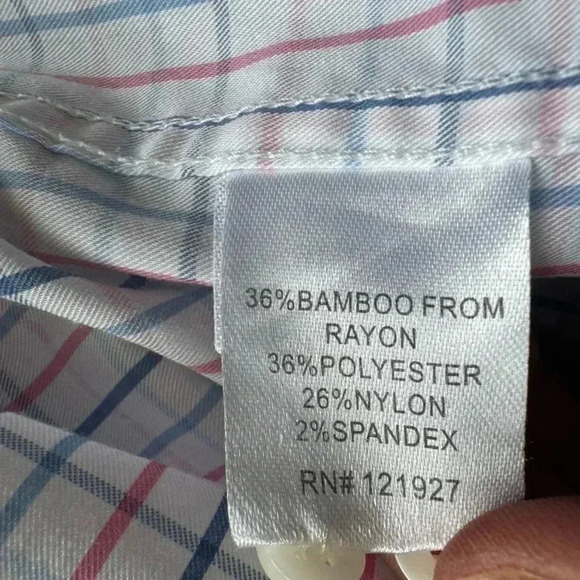 36%BAMBOO FROM
RAYON
36%POLYESTER
26%NYLON
2%SPANDEX
RN# 121927